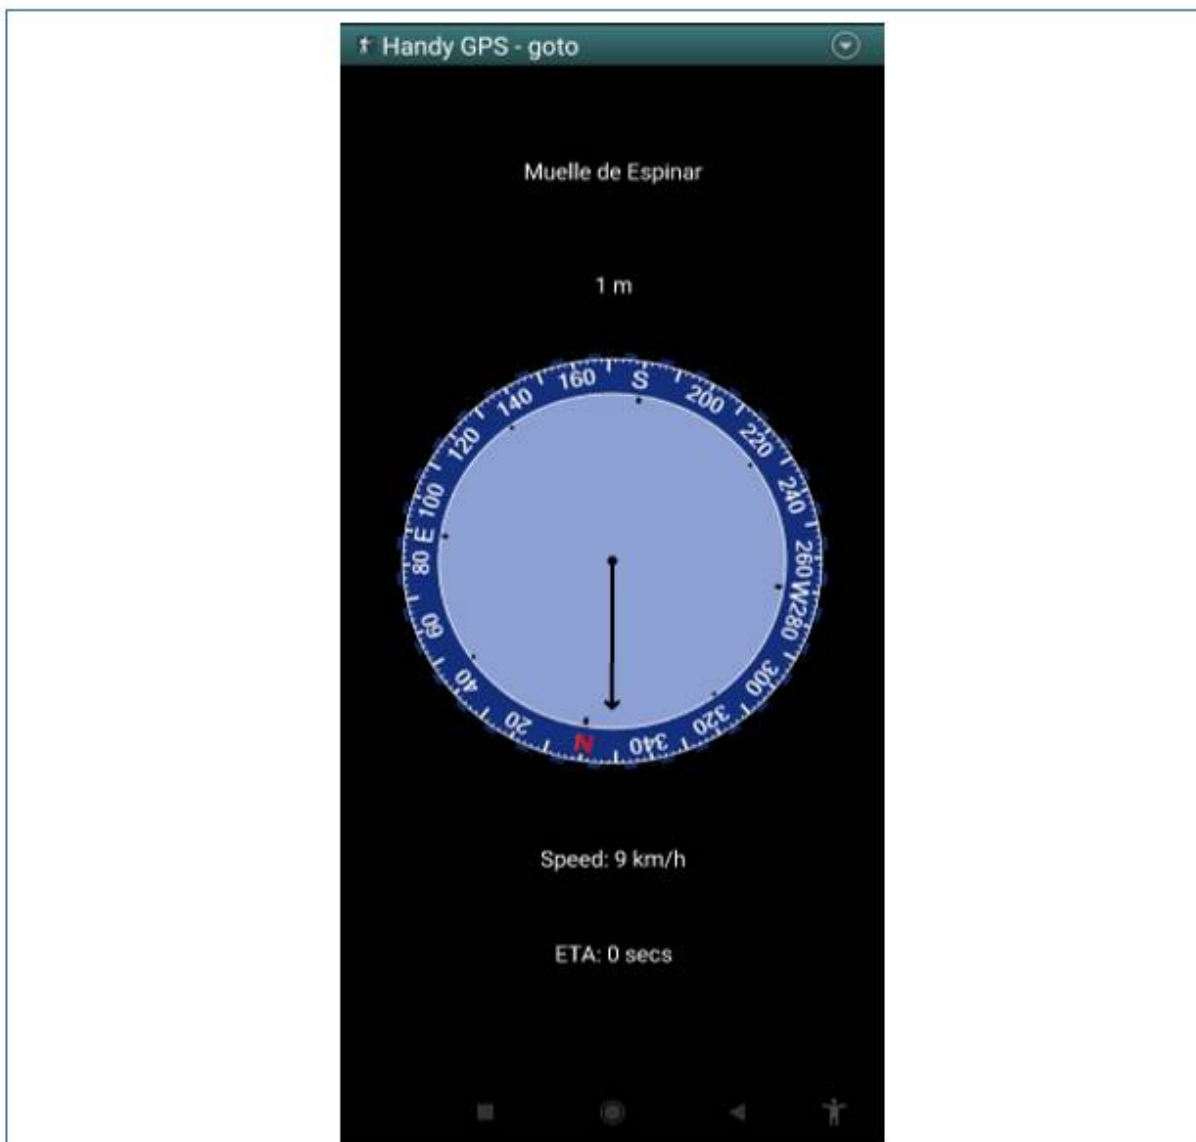 Handy GPS - goto
Muelle de Espinar
1 m
160 S 200 220 240 260 W 280 300 320 340 N 20 40 60 80 E 100 120 140
Speed: 9 km/h
ETA: 0 secs